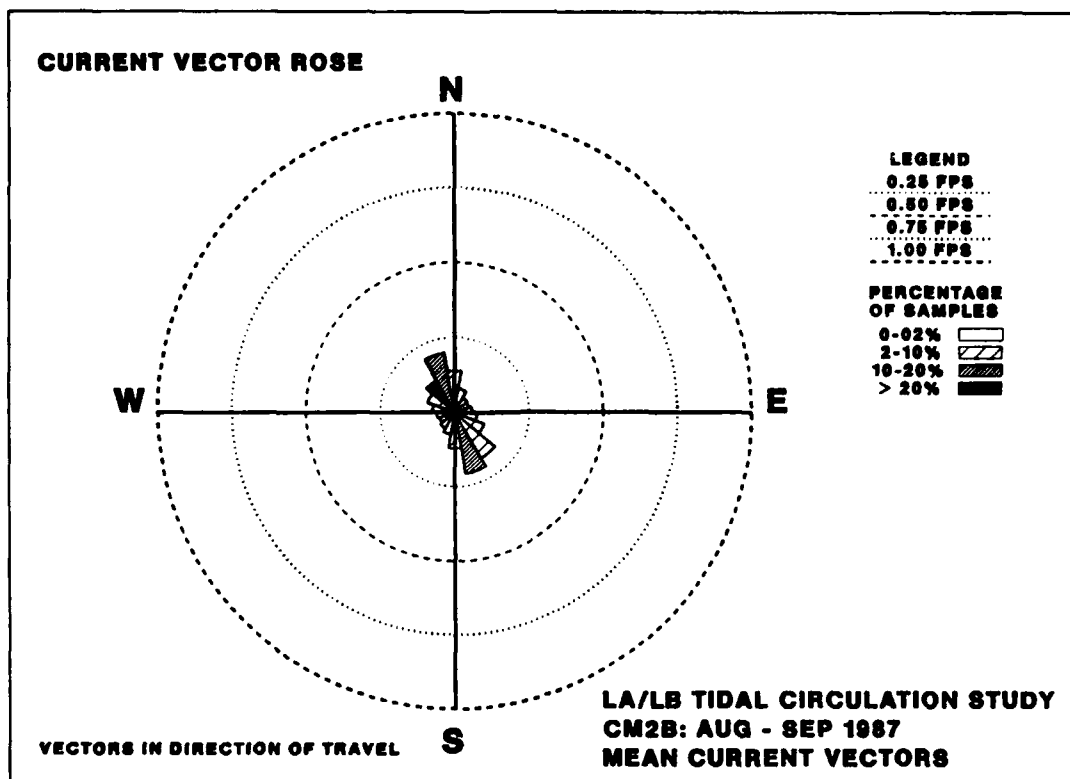 CURRENT VECTOR ROSE
N
W
E
S
LEGEND
0.25 FPS
0.50 FPS
0.75 FPS
1.00 FPS
PERCENTAGE
OF SAMPLES
0-02%
2-10%
10-20%
> 20%
VECTORS IN DIRECTION OF TRAVEL
LA/LB TIDAL CIRCULATION STUDY
CM2B: AUG - SEP 1987
MEAN CURRENT VECTORS